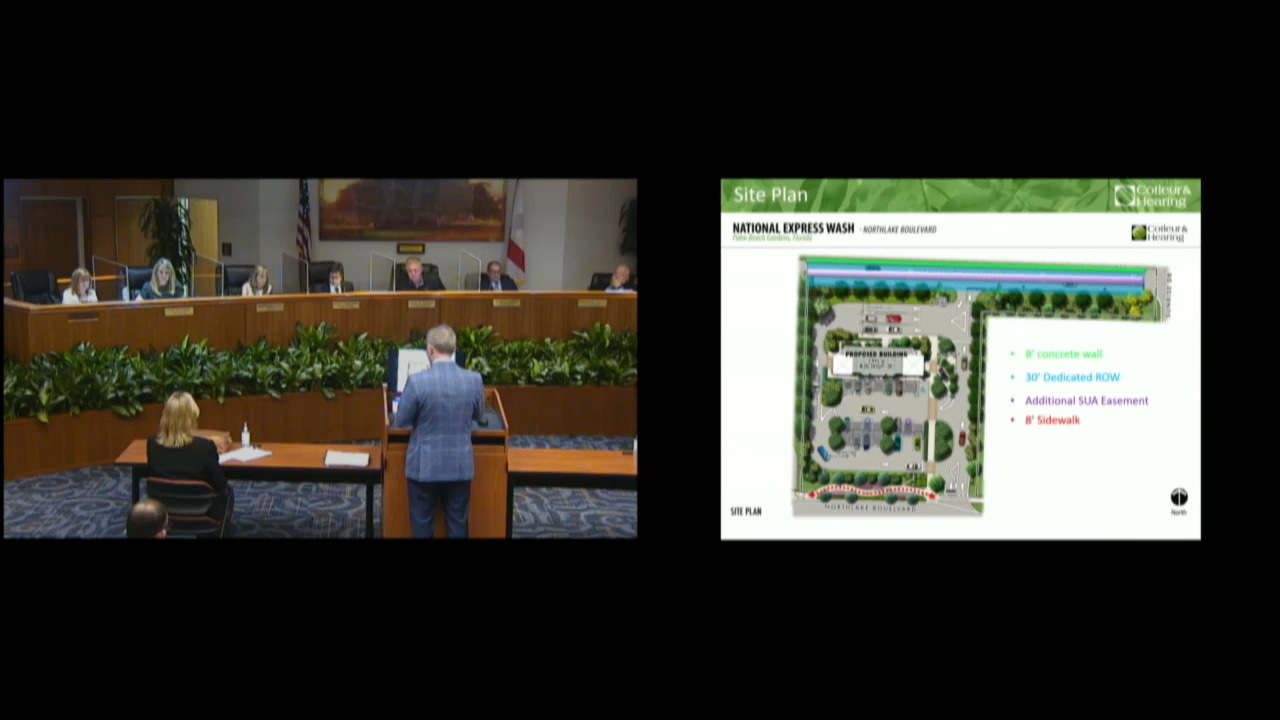 Site Plan
Cotleur&
Hearing
NATIONAL EXPRESS WASH - NORTHLAKE BOULEVARD
Palm Beach Gardens, Florida
Cotleur&
Hearing
PROPOSED BUILDING
• 8' concrete wall
• 30' Dedicated ROW
• Additional SUA Easement
• 8' Sidewalk
NORTHLAKE BOULEVARD
SITE PLAN
North